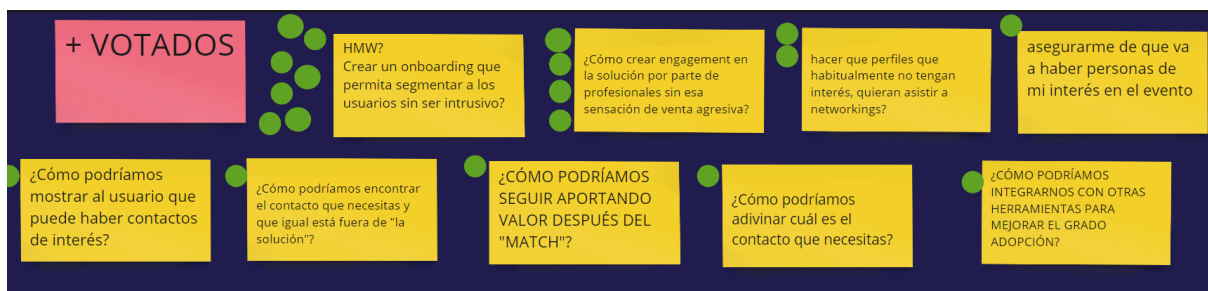 + VOTADOS
HMW?
Crear un onboarding que
permita segmentar a los
usuarios sin ser intrusivo?
¿Cómo crear engagement en
la solución por parte de
profesionales sin esa
sensación de venta agresiva?
hacer que perfiles que
habitualmente no tengan
interés, quieran asistir a
networkings?
asegurarme de que va
a haber personas de
mi interés en el evento
¿Cómo podríamos
mostrar al usuario que
puede haber contactos
de interés?
¿Cómo podríamos encontrar
el contacto que necesitas y
que igual está fuera de "la
solución"?
¿CÓMO PODRÍAMOS
SEGUIR APORTANDO
VALOR DESPUÉS DEL
"MATCH"?
¿Cómo podríamos
adivinar cuál es el
contacto que necesitas?
¿CÓMO PODRÍAMOS
INTEGRARNOS CON OTRAS
HERRAMIENTAS PARA
MEJORAR EL GRADO
ADOPCIÓN?